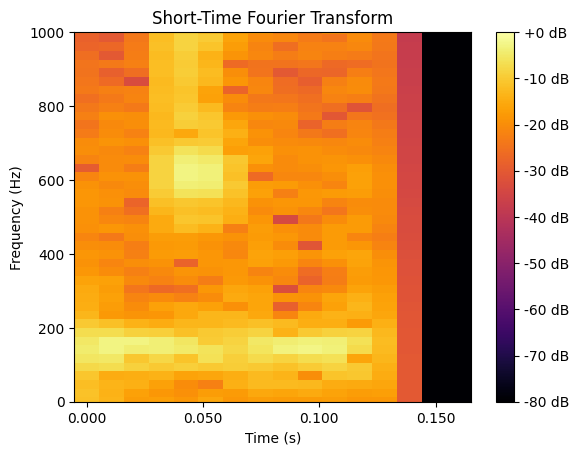 Short-Time Fourier Transform
1000
800
600
400
200
0
Frequency (Hz)
0.000
0.050
0.100
0.150
Time (s)
+0 dB
-10 dB
-20 dB
-30 dB
-40 dB
-50 dB
-60 dB
-70 dB
-80 dB